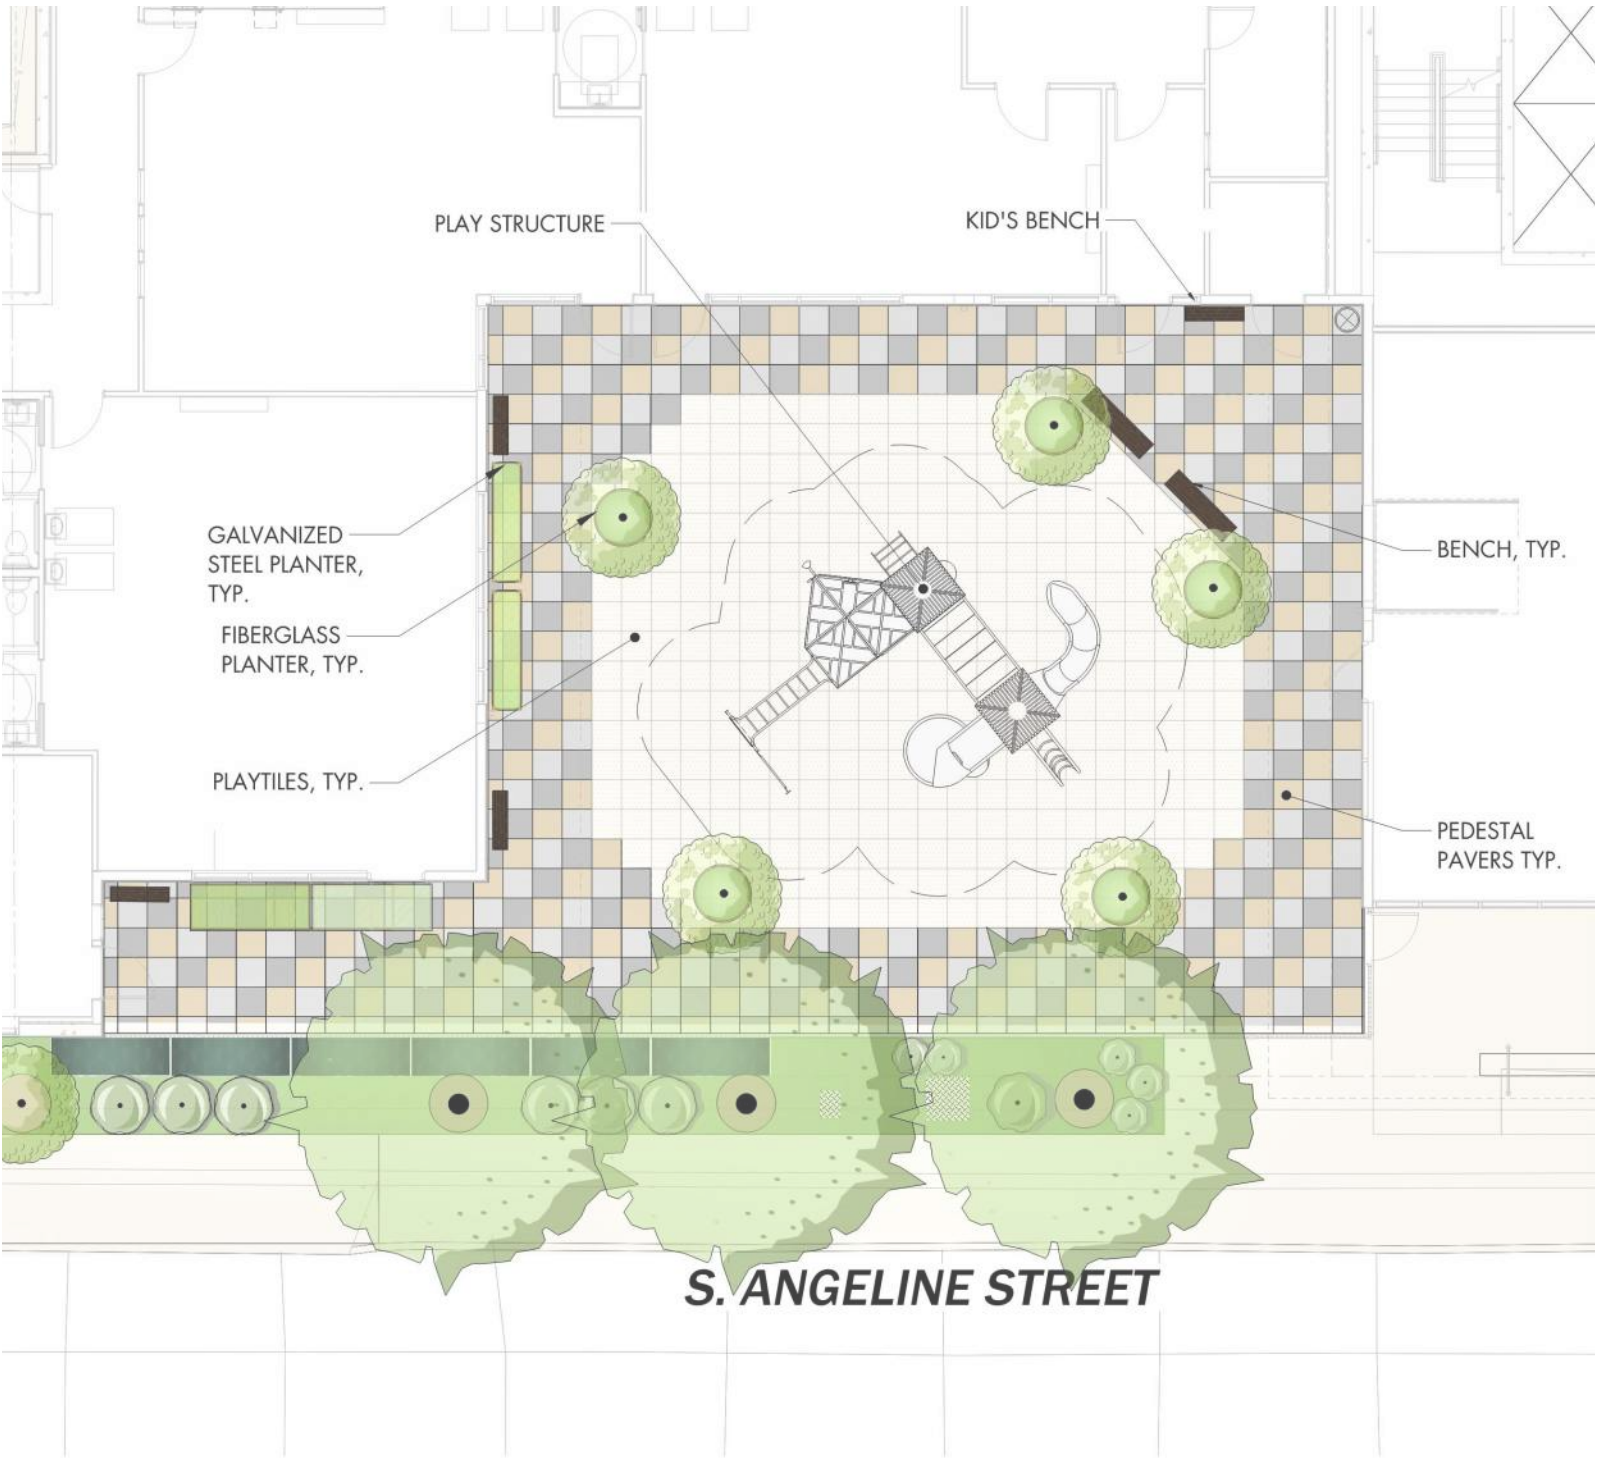 PLAY STRUCTURE
KID'S BENCH
GALVANIZED
STEEL PLANTER,
TYP.
BENCH, TYP.
FIBERGLASS
PLANTER, TYP.
PLAYTILES, TYP.
PEDESTAL
PAVERS TYP.
S. ANGELINE STREET